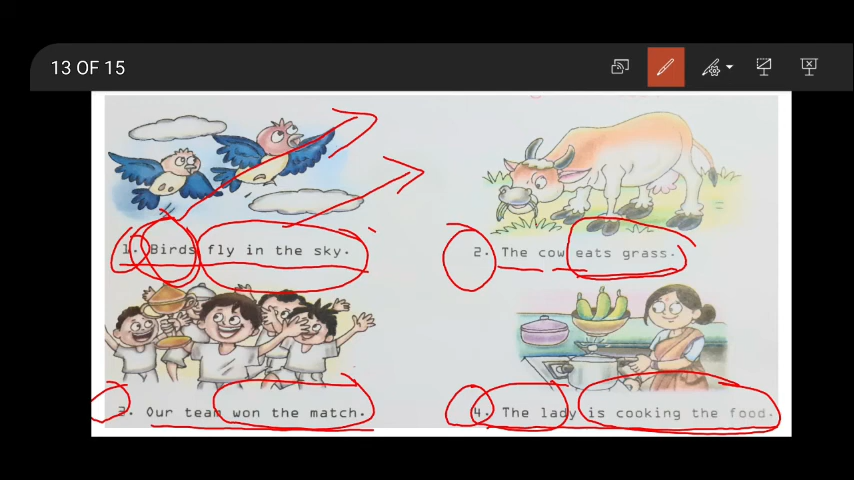 13 OF 15
1. Birds fly in the sky.
2. The cow eats grass.
3. Our team won the match.
4. The lady is cooking the food.